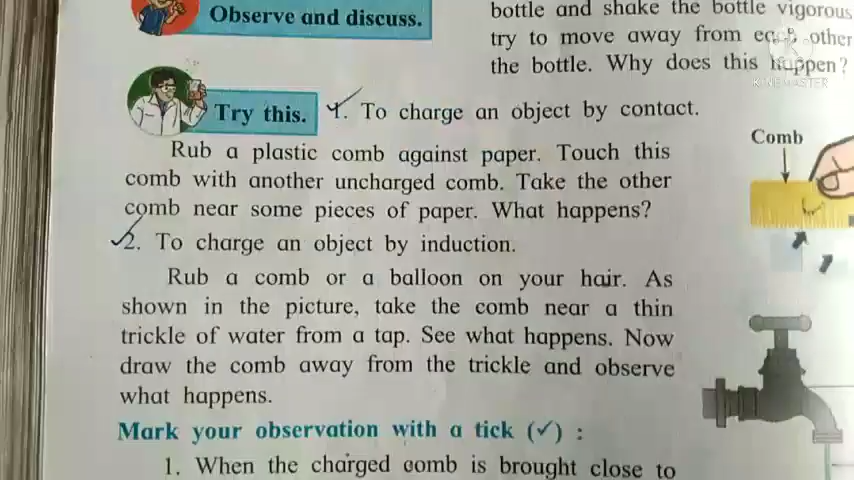 Observe and discuss.
bottle and shake the bottle vigorous
try to move away from each other
the bottle. Why does this happen?
KINEMASTER
Try this. 1. To charge an object by contact.
Rub a plastic comb against paper. Touch this
comb with another uncharged comb. Take the other
comb near some pieces of paper. What happens?
2. To charge an object by induction.
Rub a comb or a balloon on your hair. As
shown in the picture, take the comb near a thin
trickle of water from a tap. See what happens. Now
draw the comb away from the trickle and observe
what happens.
Mark your observation with a tick (✓) :
1. When the charged comb is brought close to
Comb